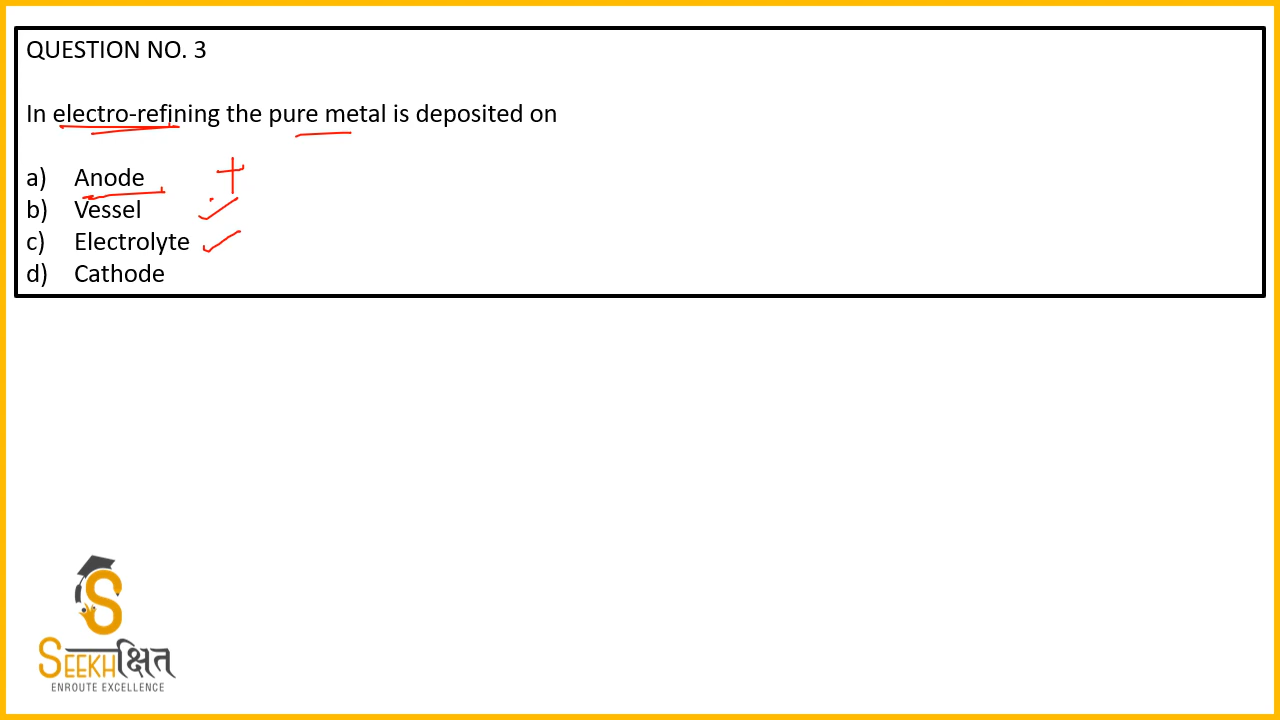 QUESTION NO. 3
In electro-refining the pure metal is deposited on
a) Anode +
b) Vessel
c) Electrolyte
d) Cathode
S
SEEKHक्षित
ENROUTE EXCELLENCE